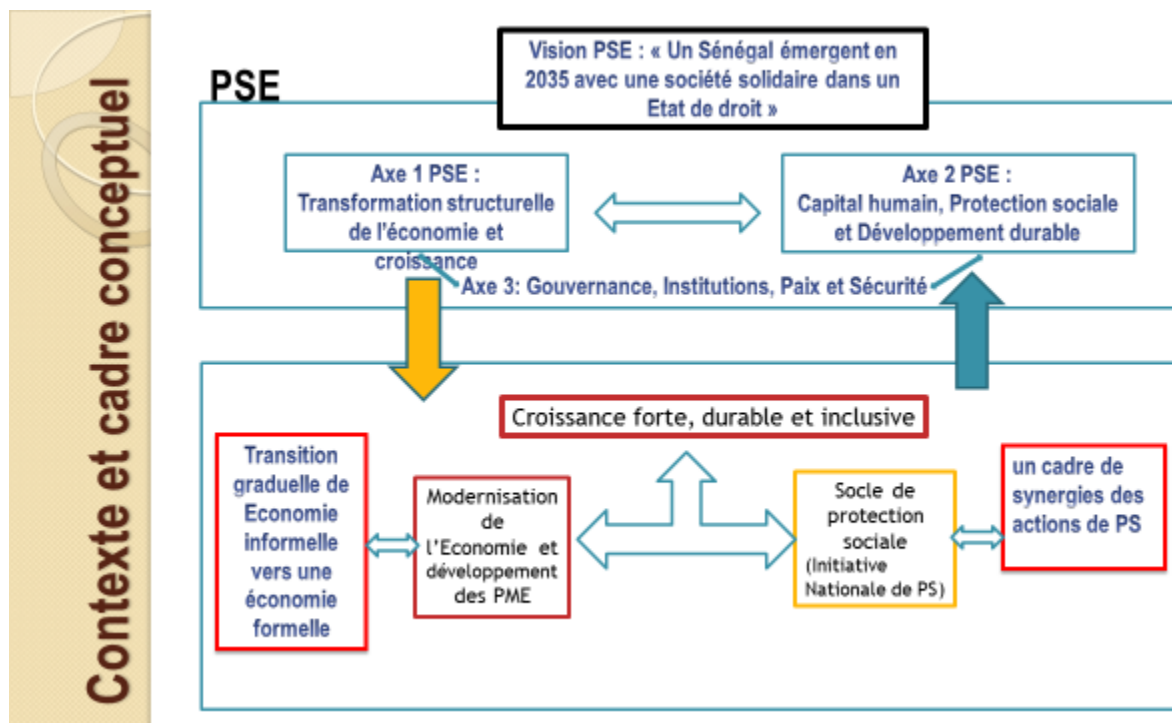 Contexte et cadre conceptuel
PSE
Vision PSE : « Un Sénégal émergent en
2035 avec une société solidaire dans un
Etat de droit »
Axe 1 PSE :
Transformation structurelle
de l'économie et
croissance
Axe 2 PSE :
Capital humain, Protection sociale
et Développement durable
Axe 3: Gouvernance, Institutions, Paix et Sécurité
Croissance forte, durable et inclusive
Transition
graduelle de
Economie
informelle
vers une
économie
formelle
Modernisation
de
l'Economie et
développement
des PME
Socle de
protection
sociale
(Initiative
Nationale de PS)
un cadre de
synergies des
actions de PS